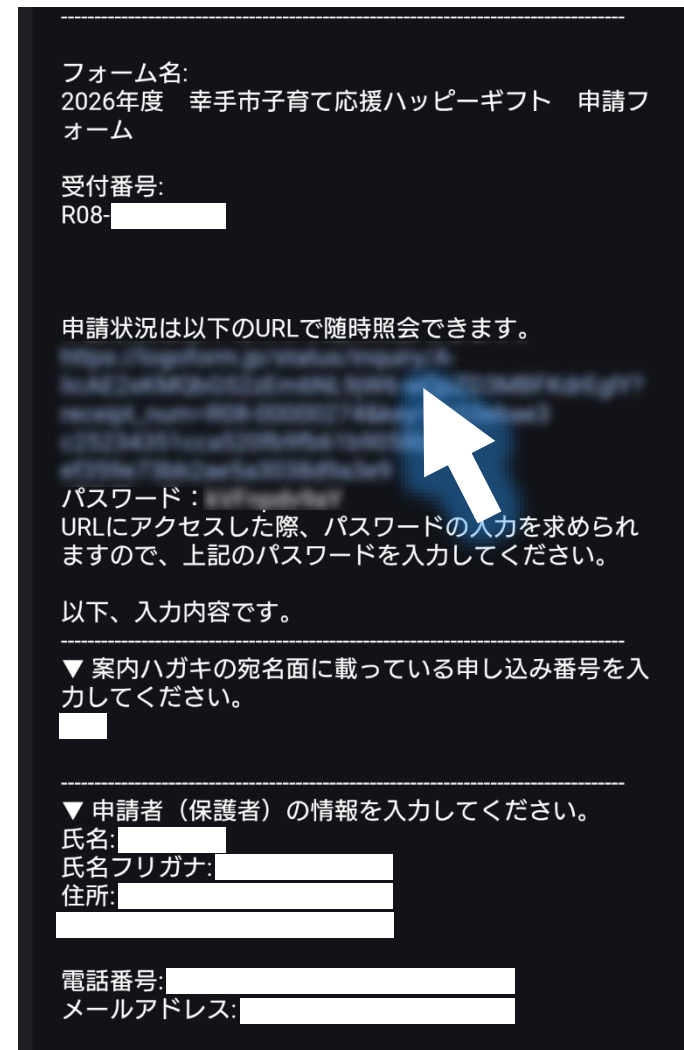 フォーム名:
2026年度　幸手市子育て応援ハッピーギフト　申請フ
ォーム
受付番号:
R08-
申請状況は以下のURLで随時照会できます。
パスワード：
URLにアクセスした際、パスワードの入力を求められ
ますので、上記のパスワードを入力してください。
以下、入力内容です。
▼ 案内ハガキの宛名面に載っている申し込み番号を入
力してください。
▼ 申請者（保護者）の情報を入力してください。
氏名:
氏名フリガナ:
住所:
電話番号:
メールアドレス: